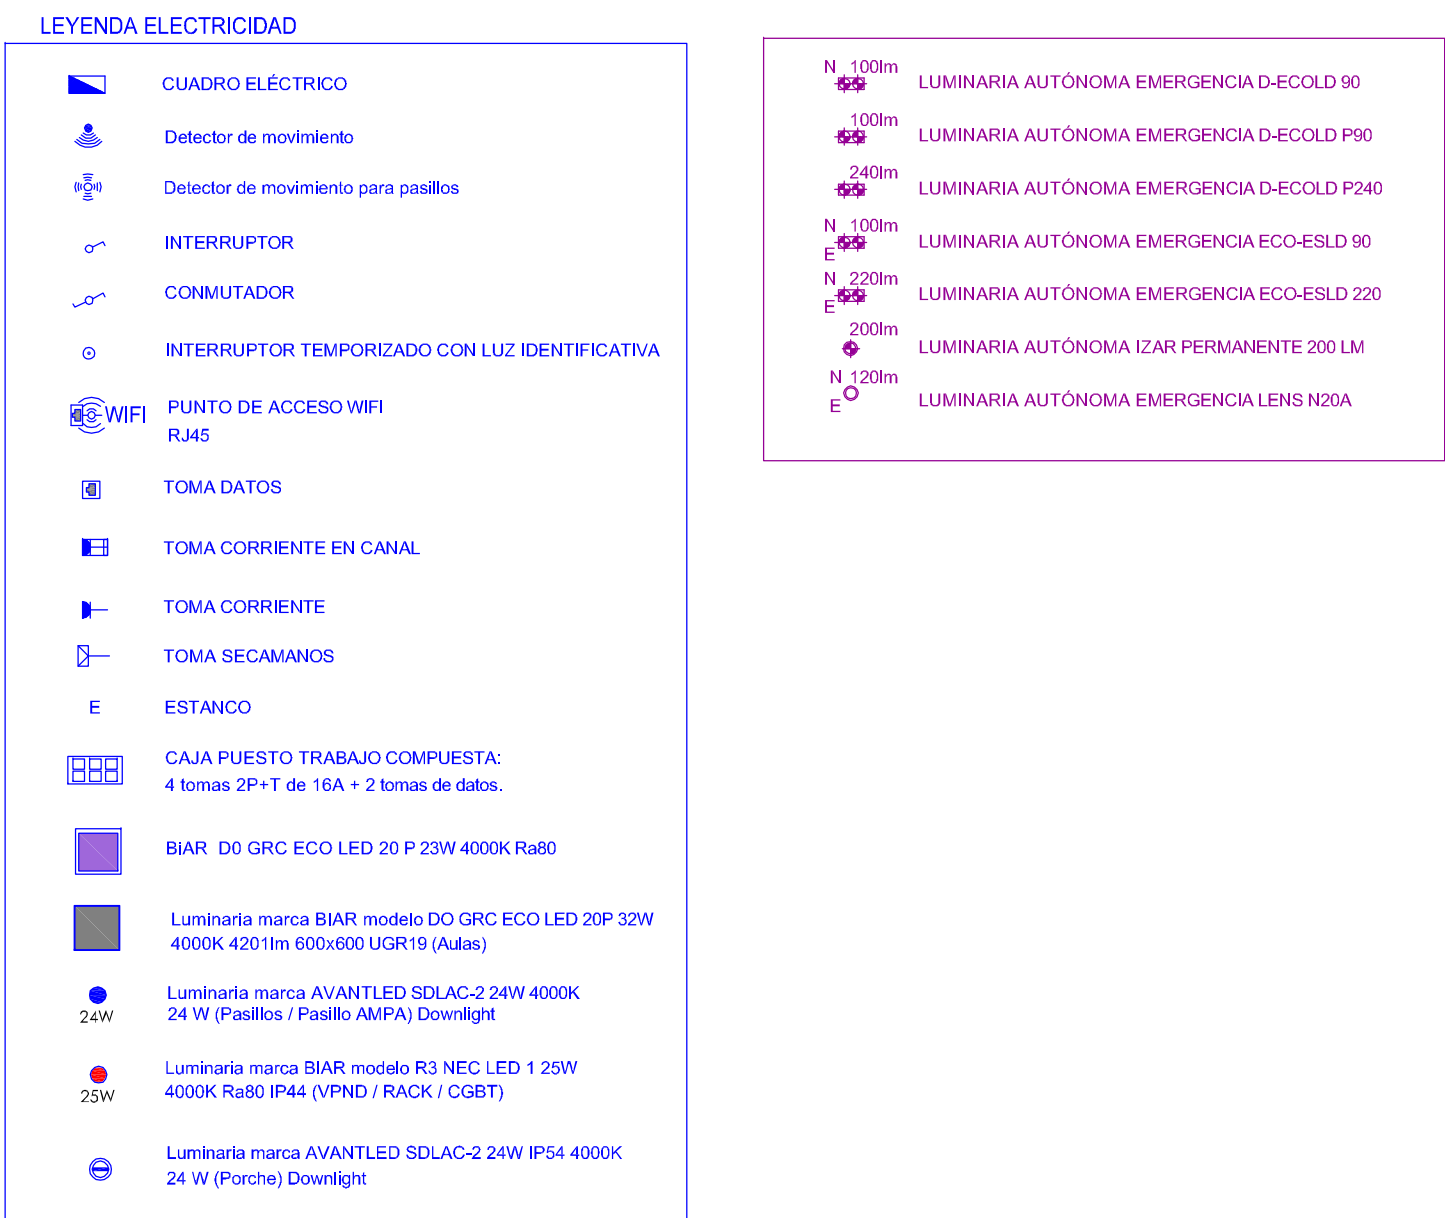 LEYENDA ELECTRICIDAD
CUADRO ELÉCTRICO
Detector de movimiento
Detector de movimiento para pasillos
INTERRUPTOR
CONMUTADOR
INTERRUPTOR TEMPORIZADO CON LUZ IDENTIFICATIVA
WIFI PUNTO DE ACCESO WIFI
RJ45
TOMA DATOS
TOMA CORRIENTE EN CANAL
TOMA CORRIENTE
TOMA SECAMANOS
E ESTANCO
CAJA PUESTO TRABAJO COMPUESTA:
4 tomas 2P+T de 16A + 2 tomas de datos.
BiAR D0 GRC ECO LED 20 P 23W 4000K Ra80
Luminaria marca BIAR modelo DO GRC ECO LED 20P 32W
4000K 4201lm 600x600 UGR19 (Aulas)
Luminaria marca AVANTLED SDLAC-2 24W 4000K
24W 24 W (Pasillos / Pasillo AMPA) Downlight
Luminaria marca BIAR modelo R3 NEC LED 1 25W
25W 4000K Ra80 IP44 (VPND / RACK / CGBT)
Luminaria marca AVANTLED SDLAC-2 24W IP54 4000K
24 W (Porche) Downlight
N 100lm
LUMINARIA AUTÓNOMA EMERGENCIA D-ECOLD 90
100lm
LUMINARIA AUTÓNOMA EMERGENCIA D-ECOLD P90
240lm
LUMINARIA AUTÓNOMA EMERGENCIA D-ECOLD P240
N 100lm
E LUMINARIA AUTÓNOMA EMERGENCIA ECO-ESLD 90
N 220lm
E LUMINARIA AUTÓNOMA EMERGENCIA ECO-ESLD 220
200lm
LUMINARIA AUTÓNOMA IZAR PERMANENTE 200 LM
N 120lm
E LUMINARIA AUTÓNOMA EMERGENCIA LENS N20A